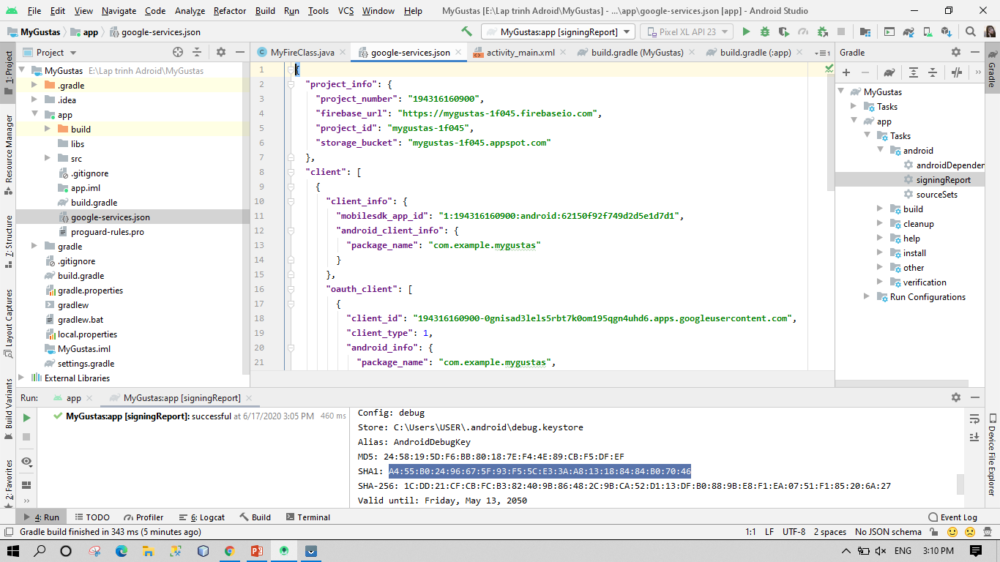 File Edit View Navigate Code Analyze Refactor Build Run Tools VCS Window Help MyGustas [E:\Lap trinh Adroid\MyGustas] - ...\app\google-services.json [app] - Android Studio
MyGustas app google-services.json MyGustas:app [signingReport] Pixel XL API 23
1: Project
Resource Manager
7: Structure
Layout Captures
Build Variants
2: Favorites
Project
MyGustas E:\Lap trinh Adroid\MyGustas
.gradle
.idea
app
build
libs
src
.gitignore
app.iml
build.gradle
google-services.json
proguard-rules.pro
gradle
.gitignore
build.gradle
gradle.properties
gradlew
gradlew.bat
local.properties
MyGustas.iml
settings.gradle
External Libraries
MyFireClass.java google-services.json activity_main.xml build.gradle (MyGustas) build.gradle (:app)
1 {
2 "project_info": {
3 "project_number": "194316160900",
4 "firebase_url": "https://mygustas-1f045.firebaseio.com",
5 "project_id": "mygustas-1f045",
6 "storage_bucket": "mygustas-1f045.appspot.com"
7 },
8 "client": [
9 {
10 "client_info": {
11 "mobilesdk_app_id": "1:194316160900:android:62150f92f749d2d5e1d7d1",
12 "android_client_info": {
13 "package_name": "com.example.mygustas"
14 }
15 },
16 "oauth_client": [
17 {
18 "client_id": "194316160900-0gnisad3lels5rbt7k0om195qgn4uhd6.apps.googleusercontent.com",
19 "client_type": 1,
20 "android_info": {
21 "package_name": "com.example.mygustas",
Gradle
MyGustas
Tasks
app
Tasks
android
androidDependen
signingReport
sourceSets
build
cleanup
help
install
other
verification
Run Configurations
Gradle
Device File Explorer
Run: app MyGustas:app [signingReport]
MyGustas:app [signingReport]: successful at 6/17/2020 3:05 PM 460 ms
Config: debug
Store: C:\Users\USER\.android\debug.keystore
Alias: AndroidDebugKey
MD5: 24:58:19:5D:F6:BB:80:18:7E:F4:4E:89:CB:F5:DF:EF
SHA1: A4:55:B0:24:96:67:5F:93:F5:5C:E3:3A:A8:13:18:84:84:B0:70:46
SHA-256: 1C:DD:21:CF:CB:FC:B3:82:40:9B:86:48:2C:9B:CA:52:D1:13:DF:B0:88:9B:E8:F1:EA:07:51:F1:85:20:6A:27
Valid until: Friday, May 13, 2050
4: Run TODO Profiler 6: Logcat Build Terminal Event Log
Gradle build finished in 343 ms (5 minutes ago) 1:1 LF UTF-8 2 spaces No JSON schema
ENG 3:10 PM